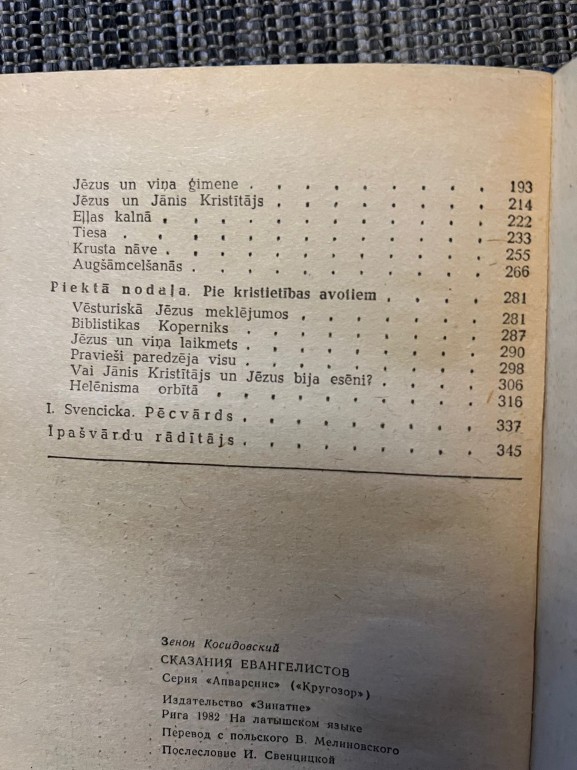 Jēzus un viņa ģimene . . . . . . . . . 193
Jēzus un Jānis Kristītājs . . . . . . . . 214
Eļļas kalnā . . . . . . . . . . . 222
Tiesa . . . . . . . . . . . . 233
Krusta nāve . . . . . . . . . . . 255
Augšāmcelšanās . . . . . . . . . . 266
Piektā nodaļa. Pie kristietības avotiem . . . . 281
Vēsturiskā Jēzus meklējumos . . . . . . . 281
Biblistikas Koperniks . . . . . . . . . 287
Jēzus un viņa laikmets . . . . . . . . . 290
Pravieši paredzēja visu . . . . . . . . . 298
Vai Jānis Kristītājs un Jēzus bija esēni? . . . . 306
Helēnisma orbītā . . . . . . . . . . 316
I. Svencicka. Pēcvārds . . . . . . . . . 337
Īpašvārdu rādītājs . . . . . . . . . 345
Зенон Косидовский
СКАЗАНИЯ ЕВАНГЕЛИСТОВ
Серия «Апварснис» («Кругозор»)
Издательство «Зинатне»
Рига 1982 На латышском языке
Перевод с польского В. Мелиновского
Послесловие И. Свенцицкой